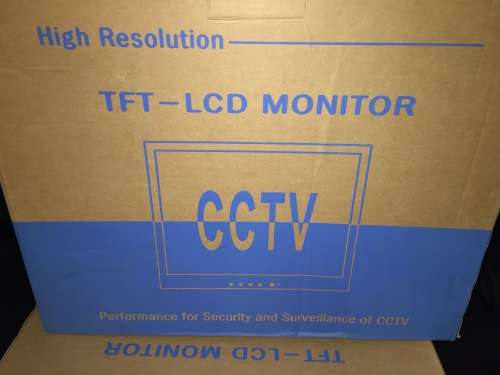 High Resolution
TFT-LCD MONITOR
CCTV
Performance for Security and Surveillance of CCTV
TFT-LCD MONITOR